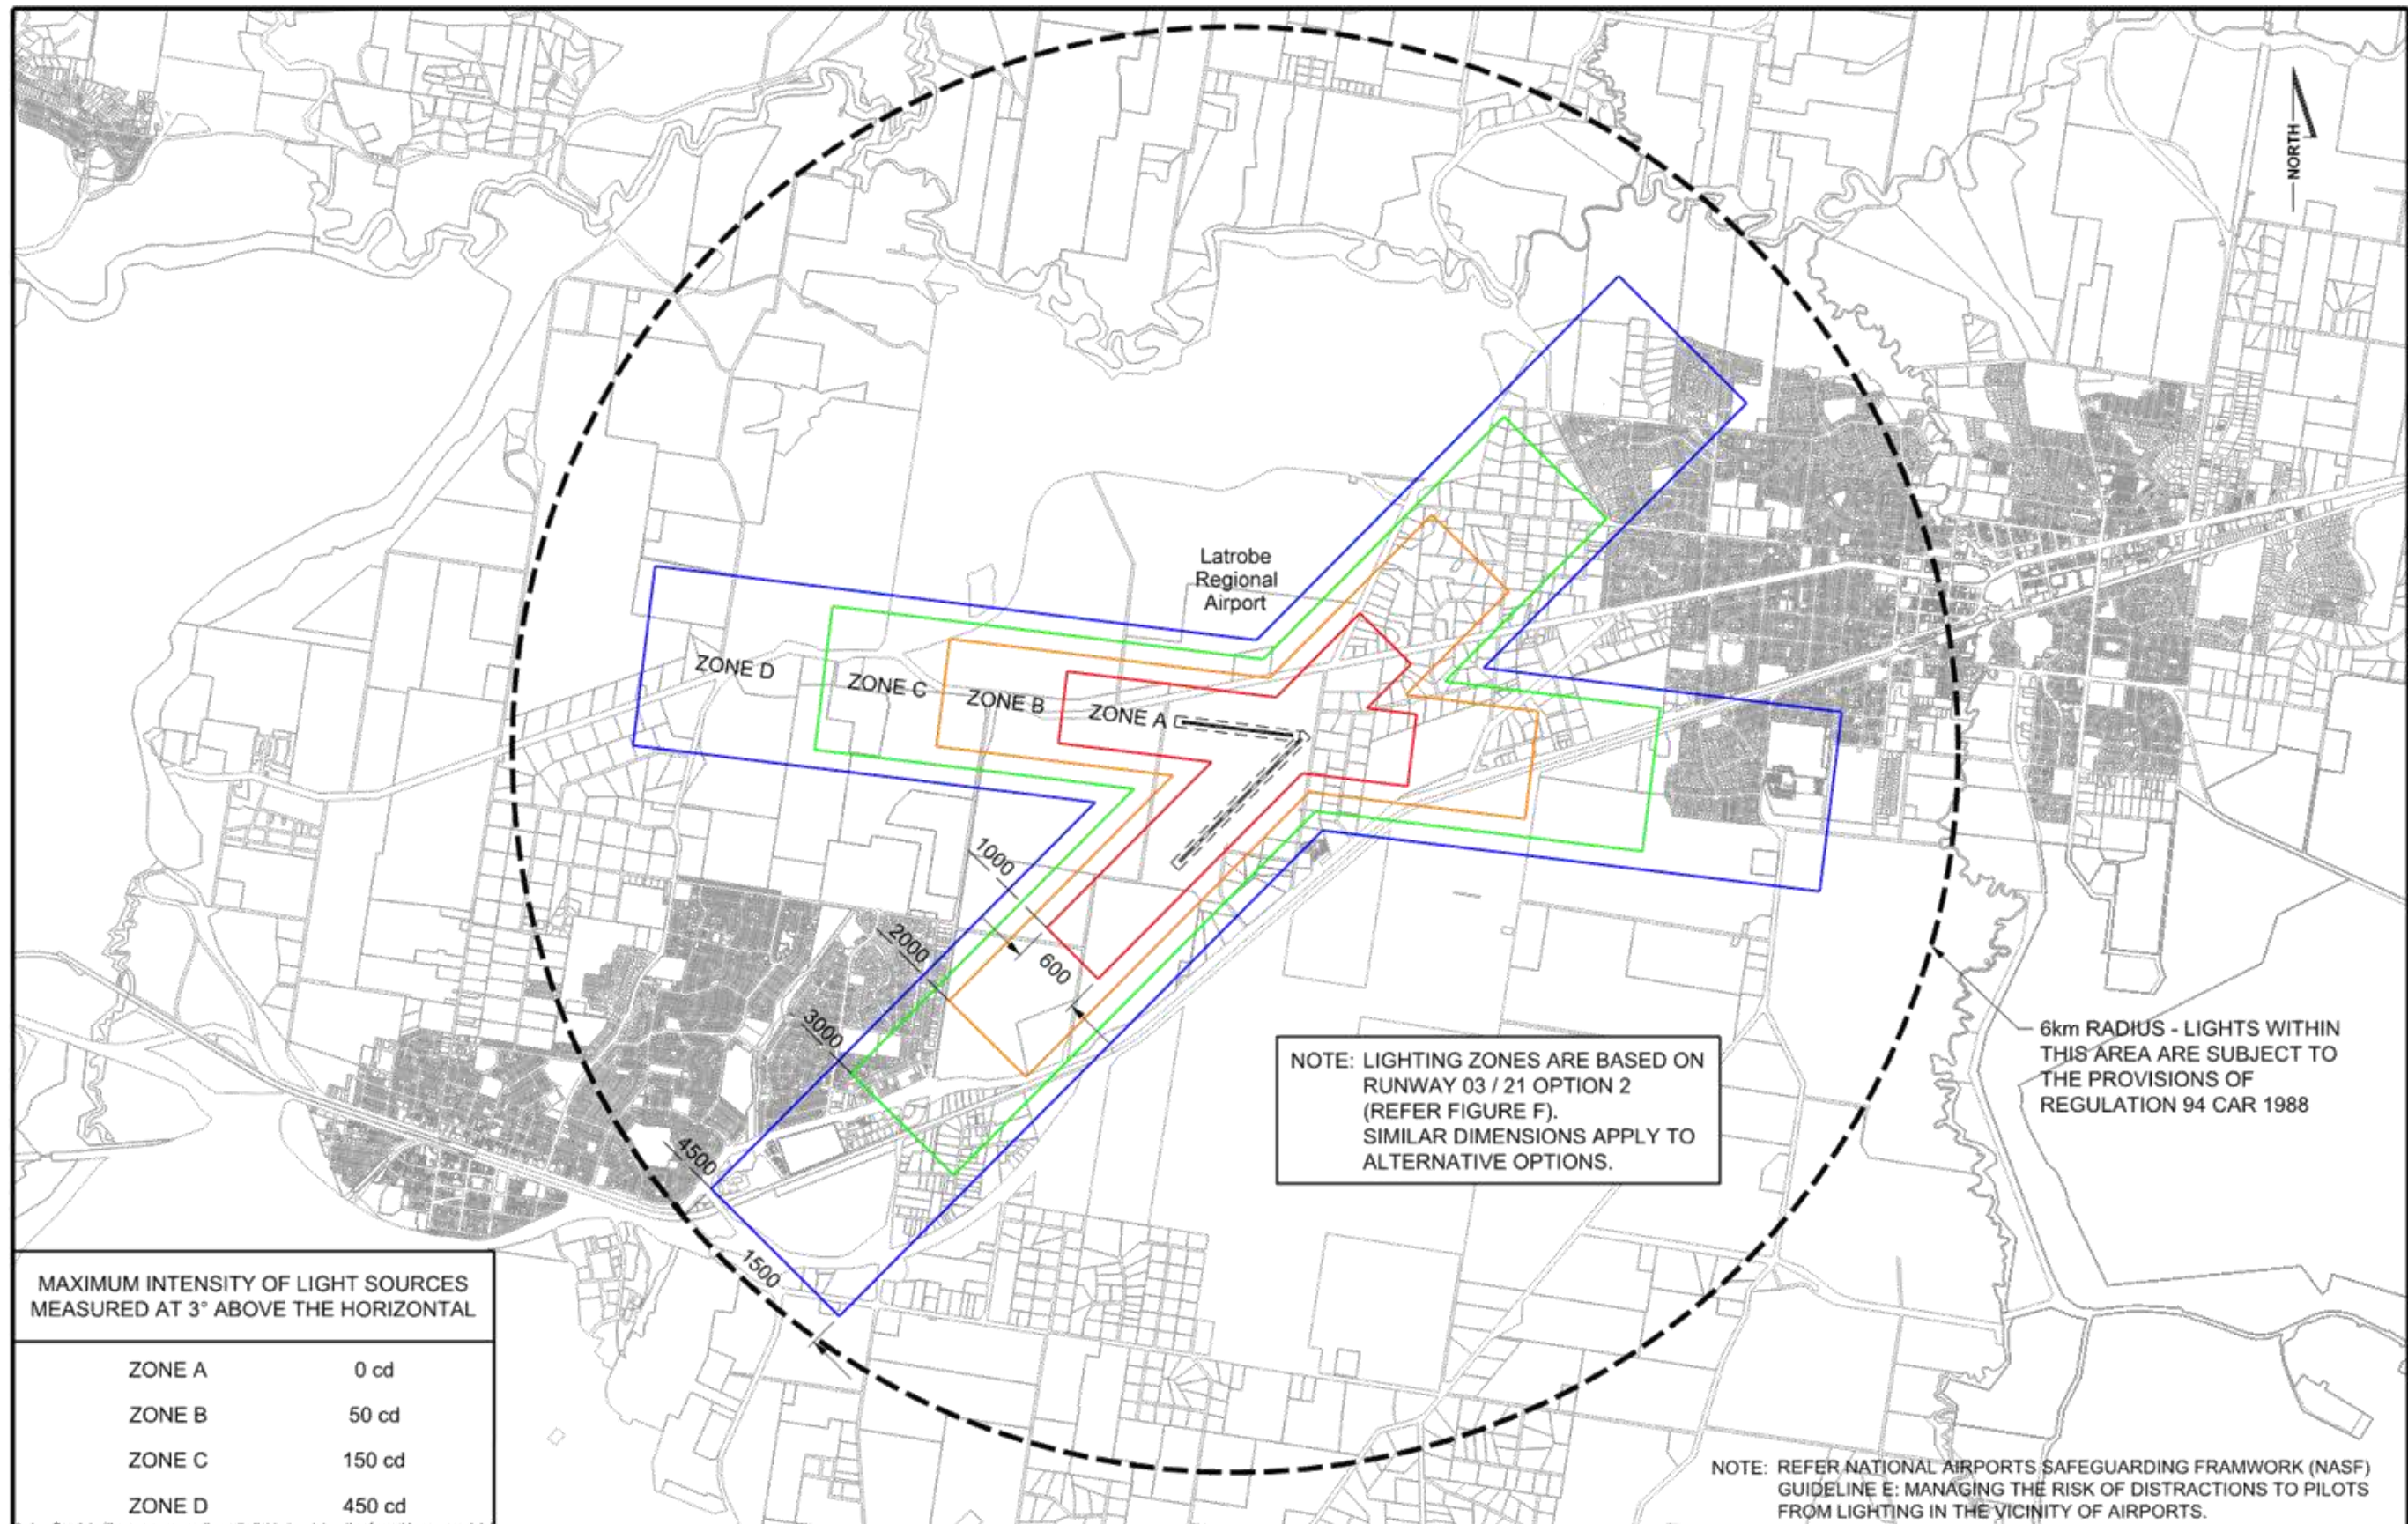 NORTH
Latrobe
Regional
Airport
ZONE D
ZONE C
ZONE B
ZONE A
1000
2000
600
3000
4500
1500
NOTE: LIGHTING ZONES ARE BASED ON
RUNWAY 03 / 21 OPTION 2
(REFER FIGURE F).
SIMILAR DIMENSIONS APPLY TO
ALTERNATIVE OPTIONS.
6km RADIUS - LIGHTS WITHIN
THIS AREA ARE SUBJECT TO
THE PROVISIONS OF
REGULATION 94 CAR 1988
MAXIMUM INTENSITY OF LIGHT SOURCES
MEASURED AT 3° ABOVE THE HORIZONTAL
ZONE A 0 cd
ZONE B 50 cd
ZONE C 150 cd
ZONE D 450 cd
NOTE: REFER NATIONAL AIRPORTS SAFEGUARDING FRAMWORK (NASF)
GUIDELINE E: MANAGING THE RISK OF DISTRACTIONS TO PILOTS
FROM LIGHTING IN THE VICINITY OF AIRPORTS.